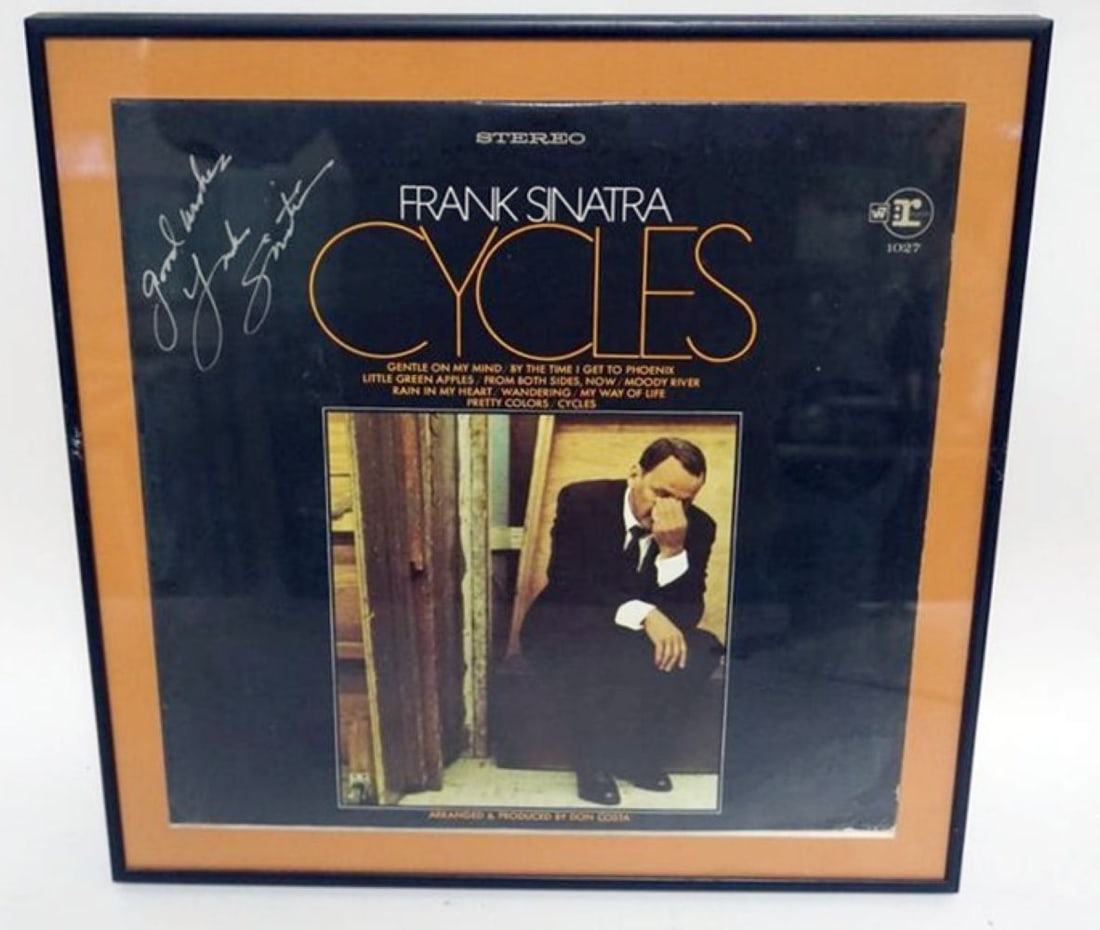 STEREO
good wishes
Frank
Sinatra
FRANK SINATRA
CYCLES
W7 r
1027
GENTLE ON MY MIND / BY THE TIME I GET TO PHOENIX
LITTLE GREEN APPLES / FROM BOTH SIDES, NOW / MOODY RIVER
RAIN IN MY HEART / WANDERING / MY WAY OF LIFE
PRETTY COLORS / CYCLES
ARRANGED & PRODUCED BY DON COSTA